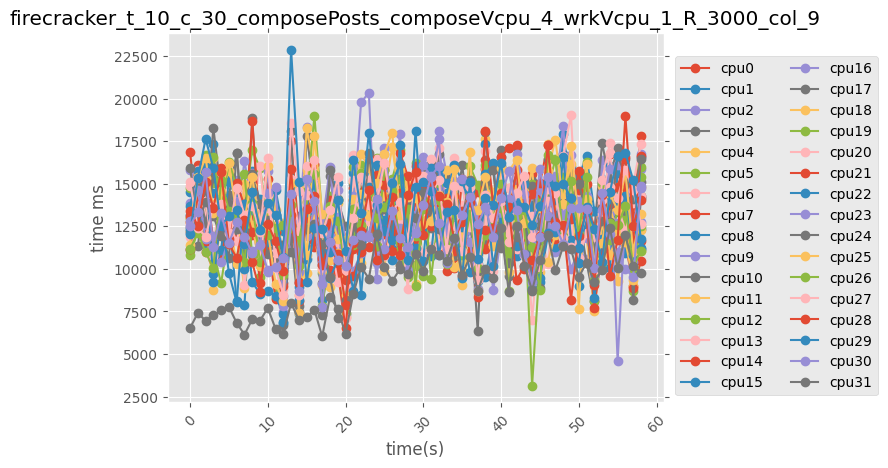 firecracker_t_10_c_30_composePosts_composeVcpu_4_wrkVcpu_1_R_3000_col_9
22500
20000
17500
15000
12500
10000
7500
5000
2500
time ms
0
10
20
30
40
50
60
time(s)
cpu0
cpu1
cpu2
cpu3
cpu4
cpu5
cpu6
cpu7
cpu8
cpu9
cpu10
cpu11
cpu12
cpu13
cpu14
cpu15
cpu16
cpu17
cpu18
cpu19
cpu20
cpu21
cpu22
cpu23
cpu24
cpu25
cpu26
cpu27
cpu28
cpu29
cpu30
cpu31